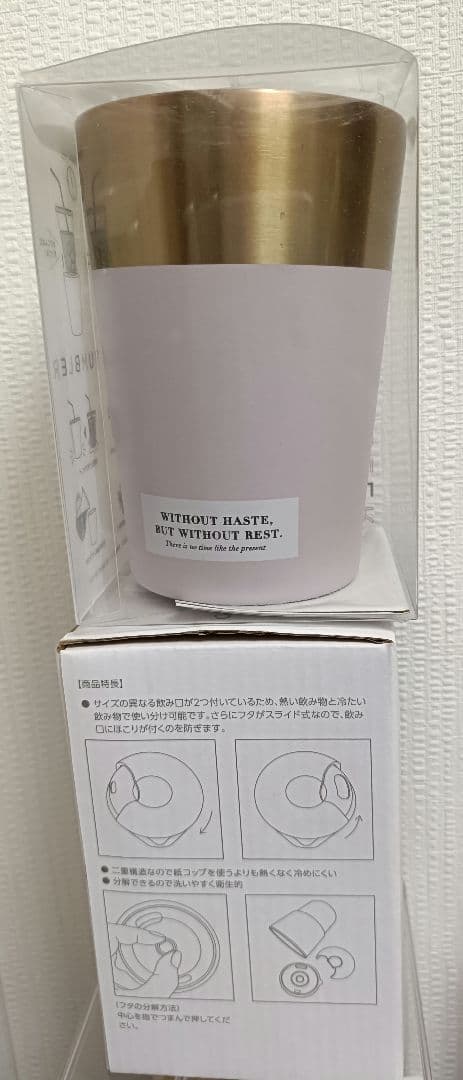 TUMBLER
WITHOUT HASTE,
BUT WITHOUT REST.
There is no time like the present
【商品特長】
● サイズの異なる飲み口が2つ付いているため、熱い飲み物と冷たい
飲み物で使い分け可能です。さらにフタがスライド式なので、飲み
口にほこりが付くのを防ぎます。
● 二重構造なので紙コップを使うよりも熱くなく冷めにくい
● 分解できるので洗いやすく衛生的
(フタの分解方法)
中心を指でつまんで押してくだ
さい。